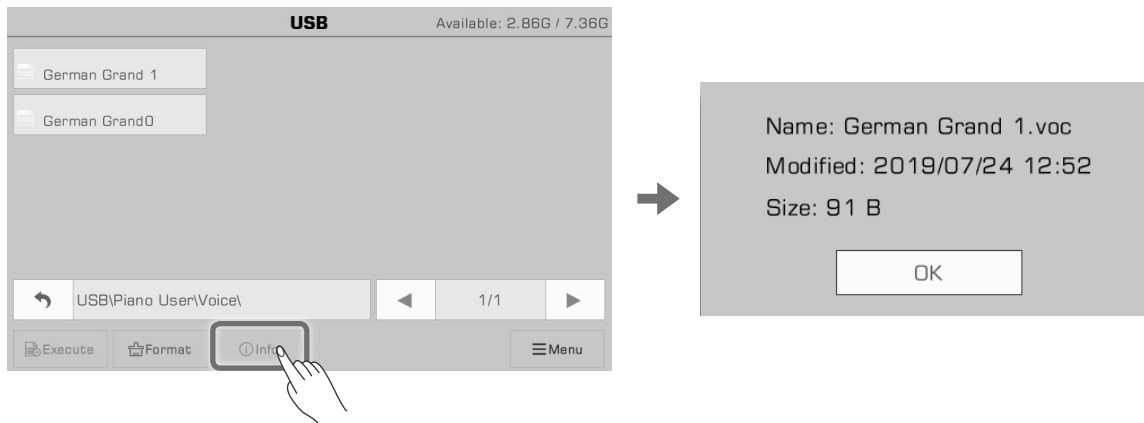 USB
Available: 2.86G / 7.36G
German Grand 1
German Grand0
USB\Piano User\Voice\
1/1
Execute
Format
Info
Menu
Name: German Grand 1.voc
Modified: 2019/07/24 12:52
Size: 91 B
OK